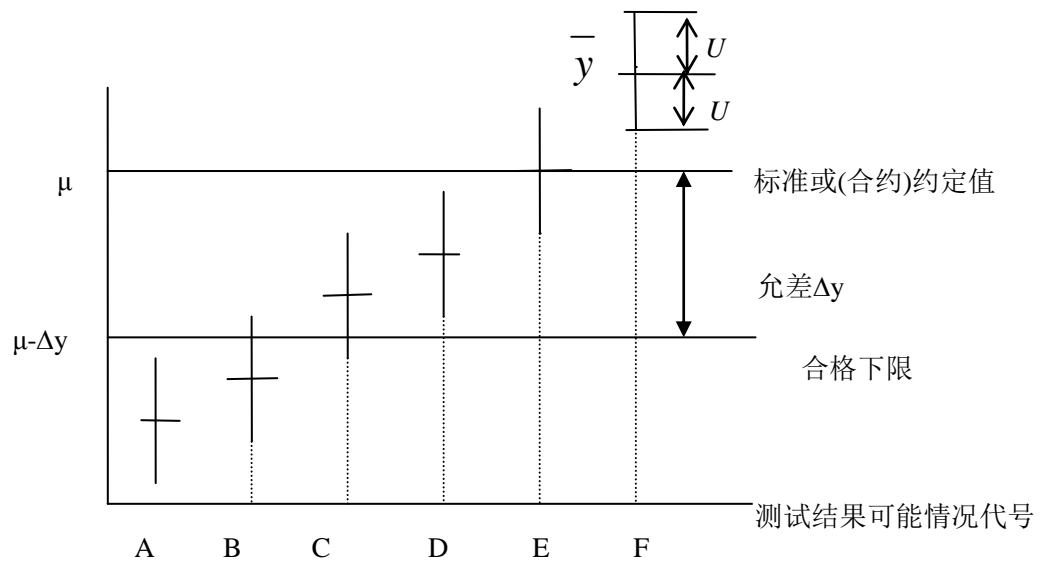 U
y̅
U
μ
标准或(合约)约定值
允差Δy
μ-Δy
合格下限
测试结果可能情况代号
A B C D E F